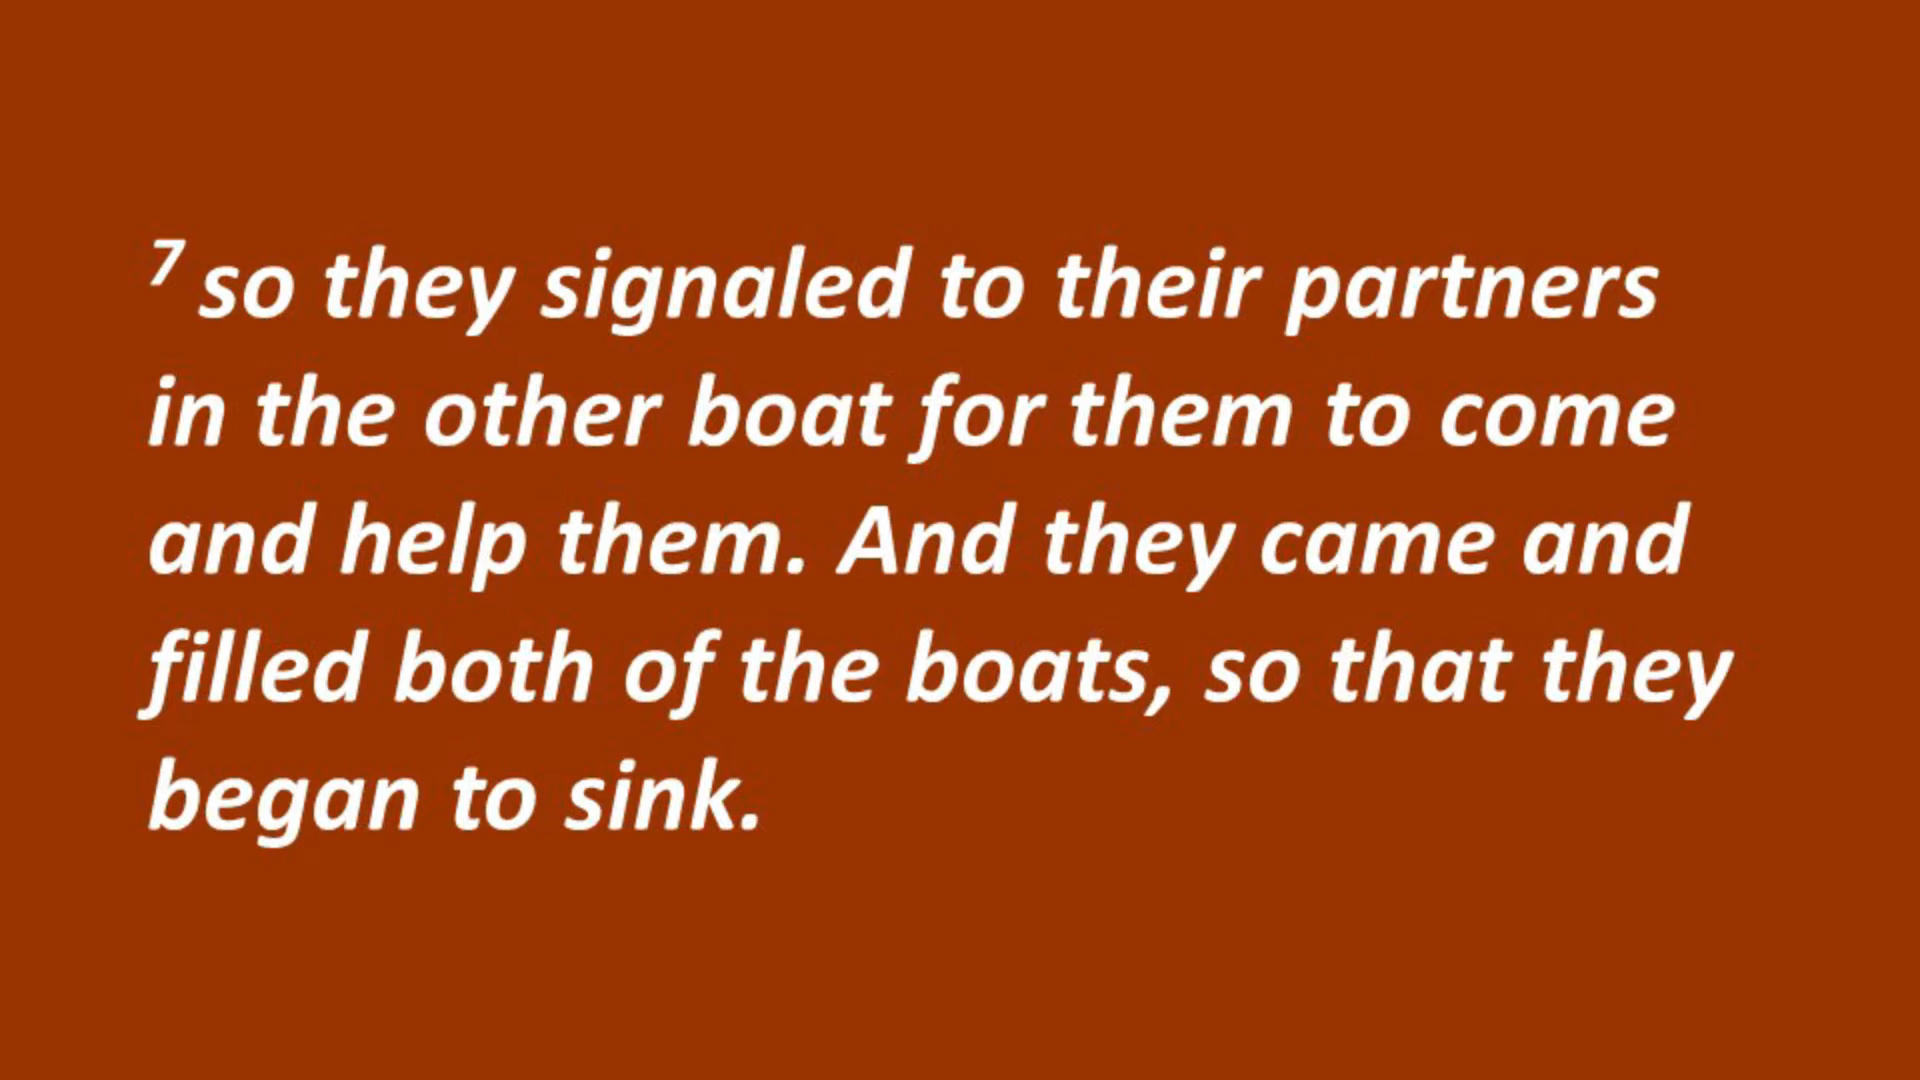 7 so they signaled to their partners
in the other boat for them to come
and help them. And they came and
filled both of the boats, so that they
began to sink.